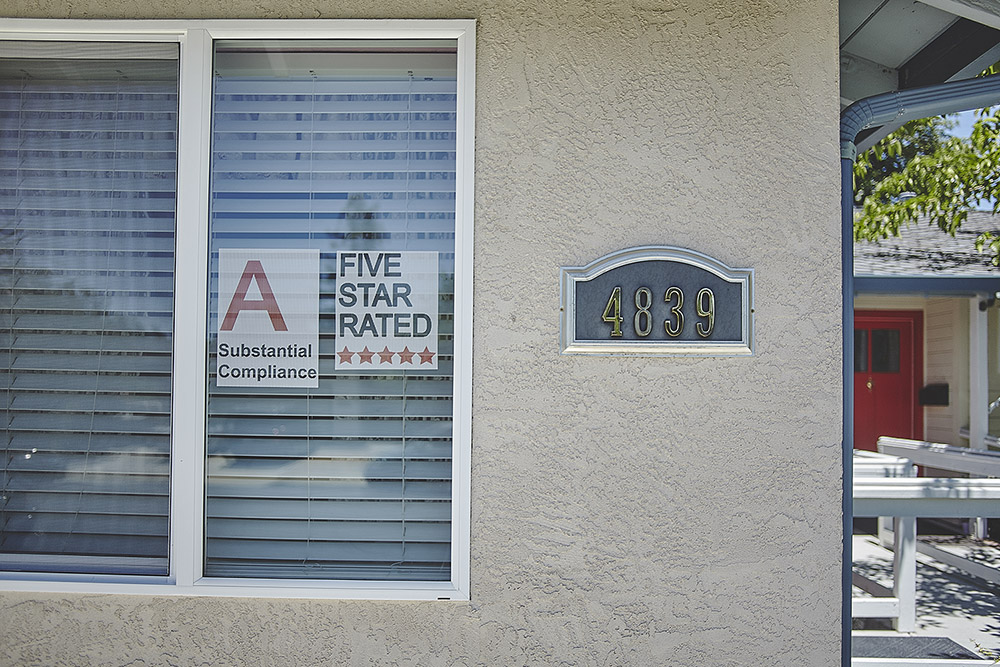 A
Substantial
Compliance
FIVE
STAR
RATED
4839